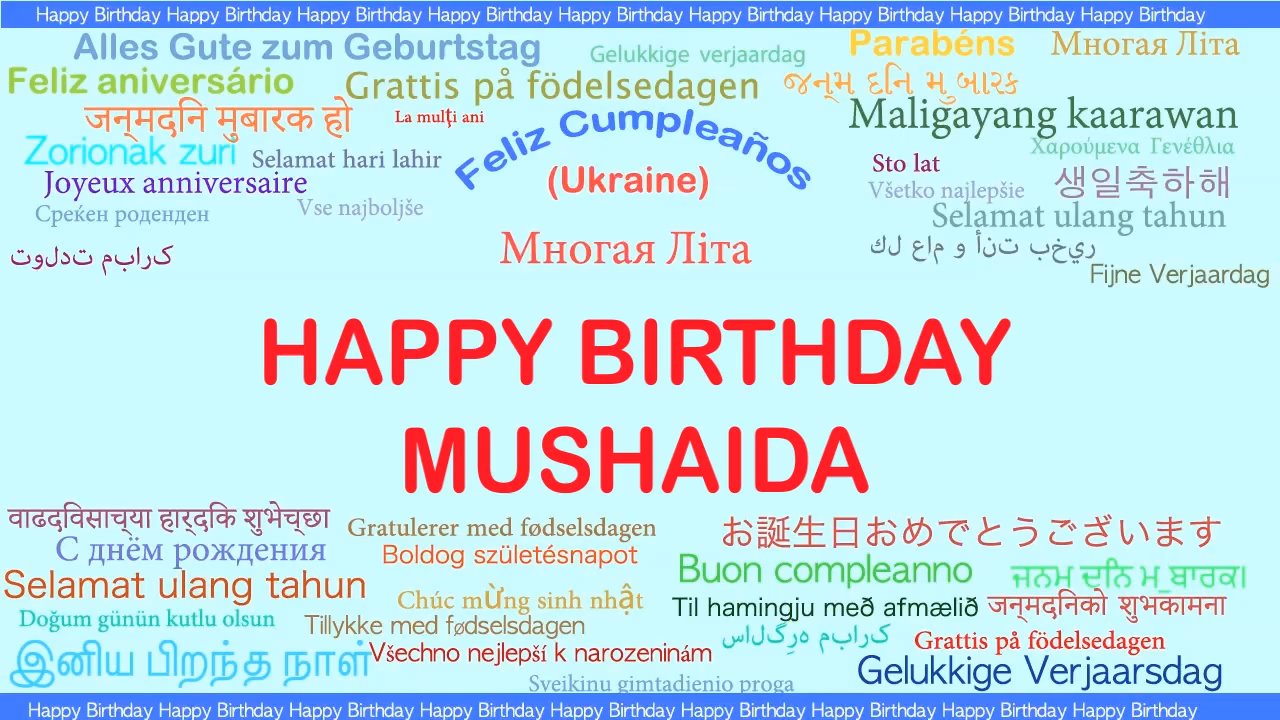 Happy Birthday Happy Birthday Happy Birthday Happy Birthday Happy Birthday Happy Birthday Happy Birthday Happy Birthday Happy Birthday
Alles Gute zum Geburtstag
Gelukkige verjaardag
Parabéns
Многая Літа
Feliz aniversário
Grattis på födelsedagen
જન્મ દિન મુબારક
जन्मदिन मुबारक हो
La mulţi ani
Feliz Cumpleaños
Maligayang kaarawan
Zorionak zuri
Selamat hari lahir
(Ukraine)
Sto lat
Χαρούμενα Γενέθλια
Joyeux anniversaire
Všetko najlepšie
생일축하해
Среќен роденден
Vse najboljše
Selamat ulang tahun
تولدت مبارک
Многая Літа
كل عام و أنت بخير
Fijne Verjaardag
HAPPY BIRTHDAY
MUSHAIDA
वाढदिवसाच्या हार्दिक शुभेच्छा
Gratulerer med fødselsdagen
お誕生日おめでとうございます
С днём рождения
Boldog születésnapot
Buon compleanno
ਜਨਮ ਦਿਨ ਮੁਬਾਰਕ।
Selamat ulang tahun
Chúc mừng sinh nhật
Til hamingju með afmælið
जन्मदिनको शुभकामना
Doğum günün kutlu olsun
Tillykke med fødselsdagen
سالگرہ مبارک
Grattis på födelsedagen
இனிய பிறந்த நாள்
Všechno nejlepší k narozeninám
Gelukkige Verjaarsdag
Sveikinu gimtadienio proga
Happy Birthday Happy Birthday Happy Birthday Happy Birthday Happy Birthday Happy Birthday Happy Birthday Happy Birthday Happy Birthday